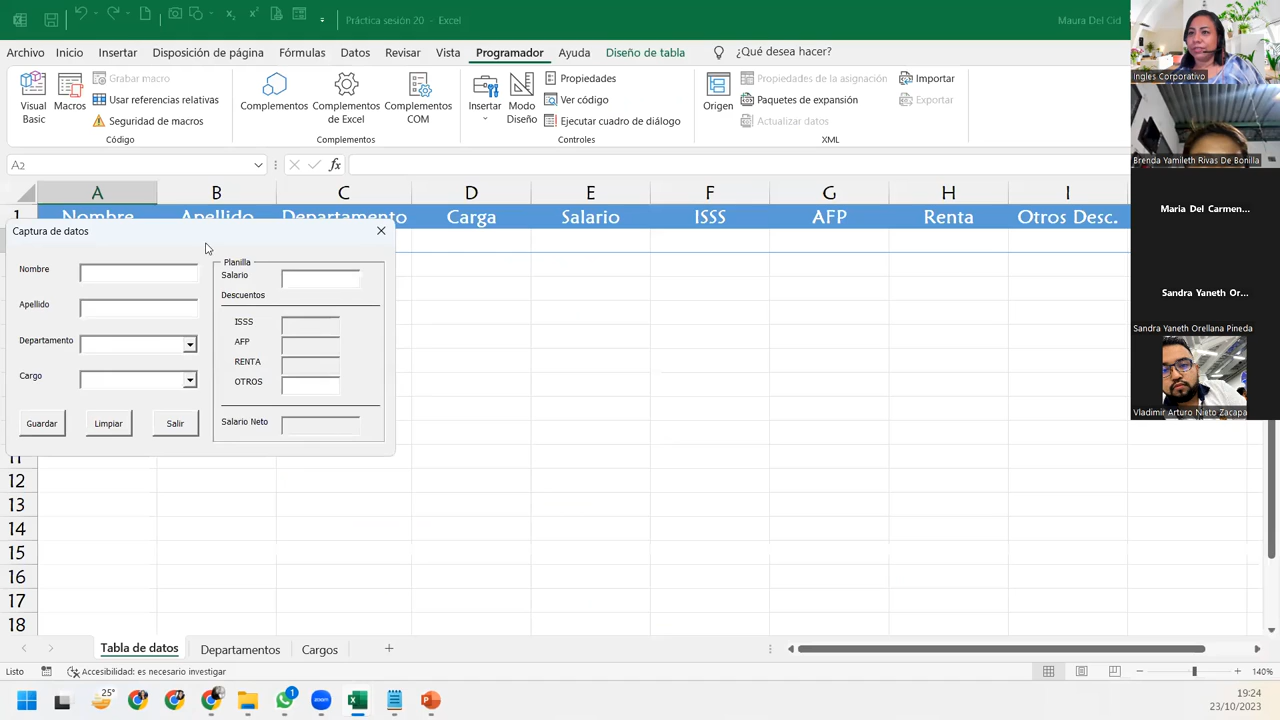 Práctica sesión 20 - Excel
Maura Del Cid
Archivo Inicio Insertar Disposición de página Fórmulas Datos Revisar Vista Programador Ayuda Diseño de tabla ¿Qué desea hacer?
Visual Basic
Macros
Grabar macro
Usar referencias relativas
Seguridad de macros
Código
Complementos
Complementos de Excel
Complementos COM
Complementos
Insertar
Modo Diseño
Propiedades
Ver código
Ejecutar cuadro de diálogo
Controles
Origen
Propiedades de la asignación
Paquetes de expansión
Actualizar datos
Importar
Exportar
XML
A2
fx
A B C D E F G H I
1 Nombre Apellido Departamento Carga Salario ISSS AFP Renta Otros Desc.
Captura de datos
Nombre
Apellido
Departamento
Cargo
Guardar Limpiar Salir
Planilla
Salario
Descuentos
ISSS
AFP
RENTA
OTROS
Salario Neto
11
12
13
14
15
16
17
18
Tabla de datos Departamentos Cargos
Listo
Accesibilidad: es necesario investigar
140%
25°
1
zoom
19:24
23/10/2023
Ingles Corporativo
Brenda Yamileth Rivas De Bonilla
Maria Del Carmen...
Sandra Yaneth Or...
Sandra Yaneth Orellana Pineda
Vladimir Arturo Nieto Zacapa